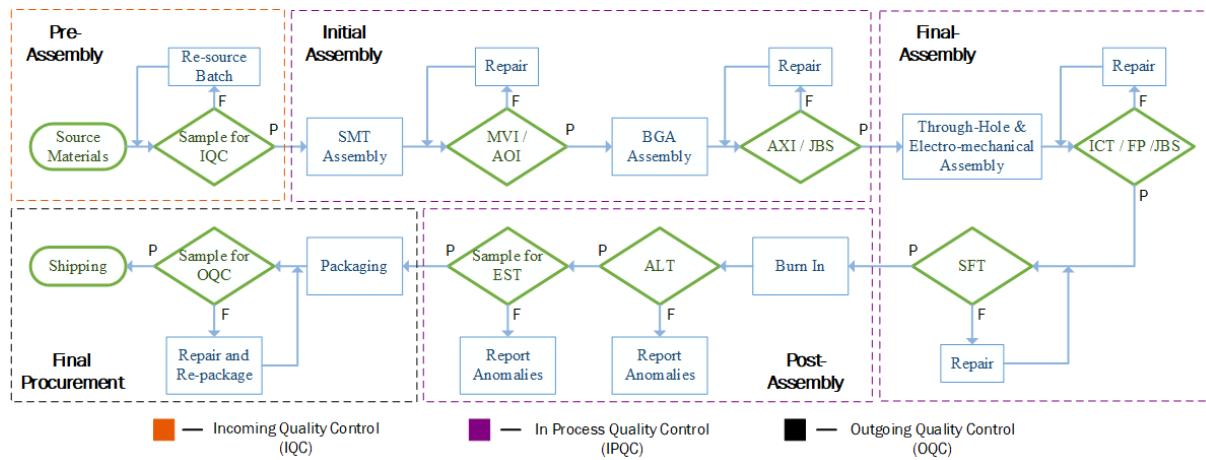 Pre-
Assembly
Re-source
Batch
F
Source
Materials
Sample for
IQC
P
Initial
Assembly
SMT
Assembly
Repair
F
MVI /
AOI
P
BGA
Assembly
Repair
F
AXI / JBS
P
Final-
Assembly
Through-Hole &
Electro-mechanical
Assembly
Repair
F
ICT / FP /JBS
P
Shipping
P
Sample for
OQC
F
Repair and
Re-package
Packaging
Final
Procurement
P
Sample for
EST
F
Report
Anomalies
P
ALT
F
Report
Anomalies
Burn In
Post-
Assembly
P
SFT
F
Repair
Incoming Quality Control
(IQC)
In Process Quality Control
(IPQC)
Outgoing Quality Control
(OQC)